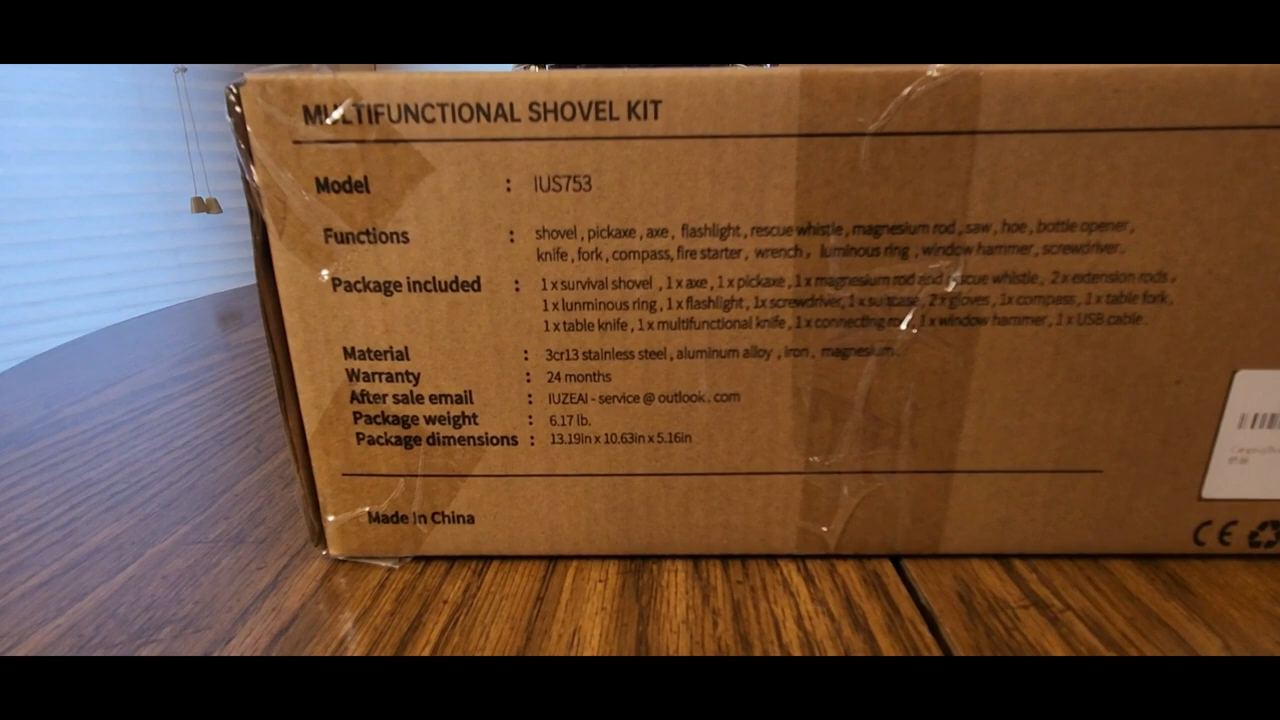 MULTIFUNCTIONAL SHOVEL KIT
Model : IUS753
Functions : shovel, pickaxe, axe, flashlight, rescue whistle, magnesium rod, saw, hoe, bottle opener,
knife, fork, compass, fire starter, wrench, luminous ring, window hammer, screwdriver.
Package included : 1 x survival shovel, 1 x axe, 1 x pickaxe, 1 x magnesium rod and rescue whistle, 2 x extension rods,
1 x lunminous ring, 1 x flashlight, 1x screwdriver, 1 x suitcase, 2 x gloves, 1x compass, 1 x table fork,
1 x table knife, 1 x multifunctional knife, 1 x connecting rod, 1 x window hammer, 1 x USB cable.
Material : 3cr13 stainless steel, aluminum alloy, iron, magnesium.
Warranty : 24 months
After sale email : IUZEAI - service @ outlook . com
Package weight : 6.17 lb.
Package dimensions : 13.19in x 10.63in x 5.16in
Made In China
CE